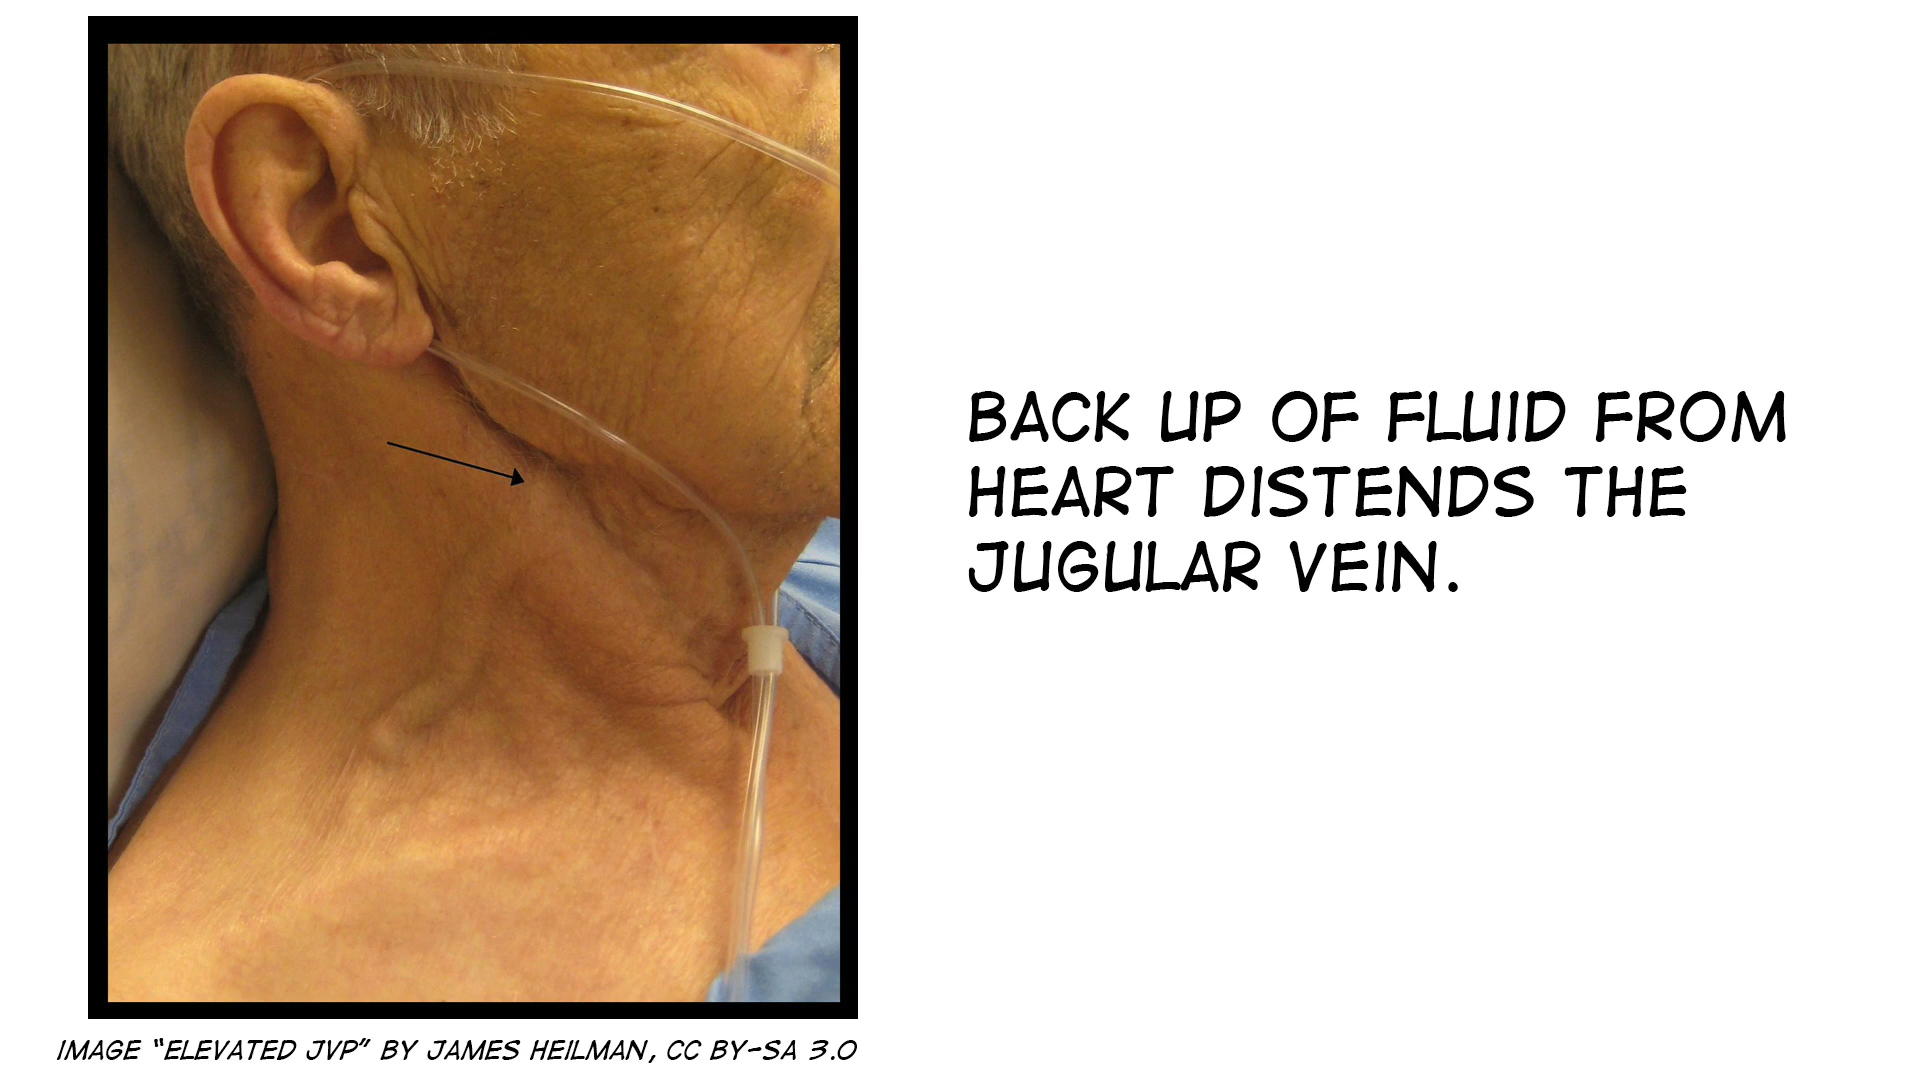 BACK UP OF FLUID FROM
HEART DISTENDS THE
JUGULAR VEIN.
IMAGE "ELEVATED JVP" BY JAMES HEILMAN, CC BY-SA 3.0